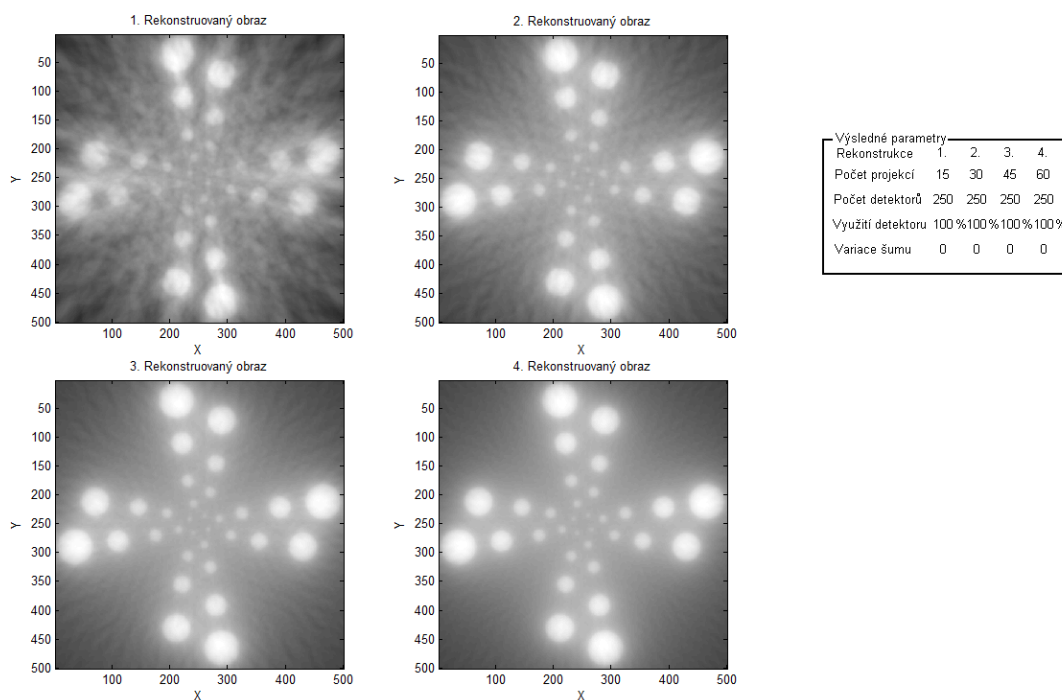 1. Rekonstruovaný obraz
50
100
150
200
250
300
350
400
450
500
Y
100 200 300 400 500
X
2. Rekonstruovaný obraz
50
100
150
200
250
300
350
400
450
500
Y
100 200 300 400 500
X
3. Rekonstruovaný obraz
50
100
150
200
250
300
350
400
450
500
Y
100 200 300 400 500
X
4. Rekonstruovaný obraz
50
100
150
200
250
300
350
400
450
500
Y
100 200 300 400 500
X
Výsledné parametry
Rekonstrukce 1. 2. 3. 4.
Počet projekcí 15 30 45 60
Počet detektorů 250 250 250 250
Využití detektoru 100 % 100 % 100 % 100 %
Variace šumu 0 0 0 0